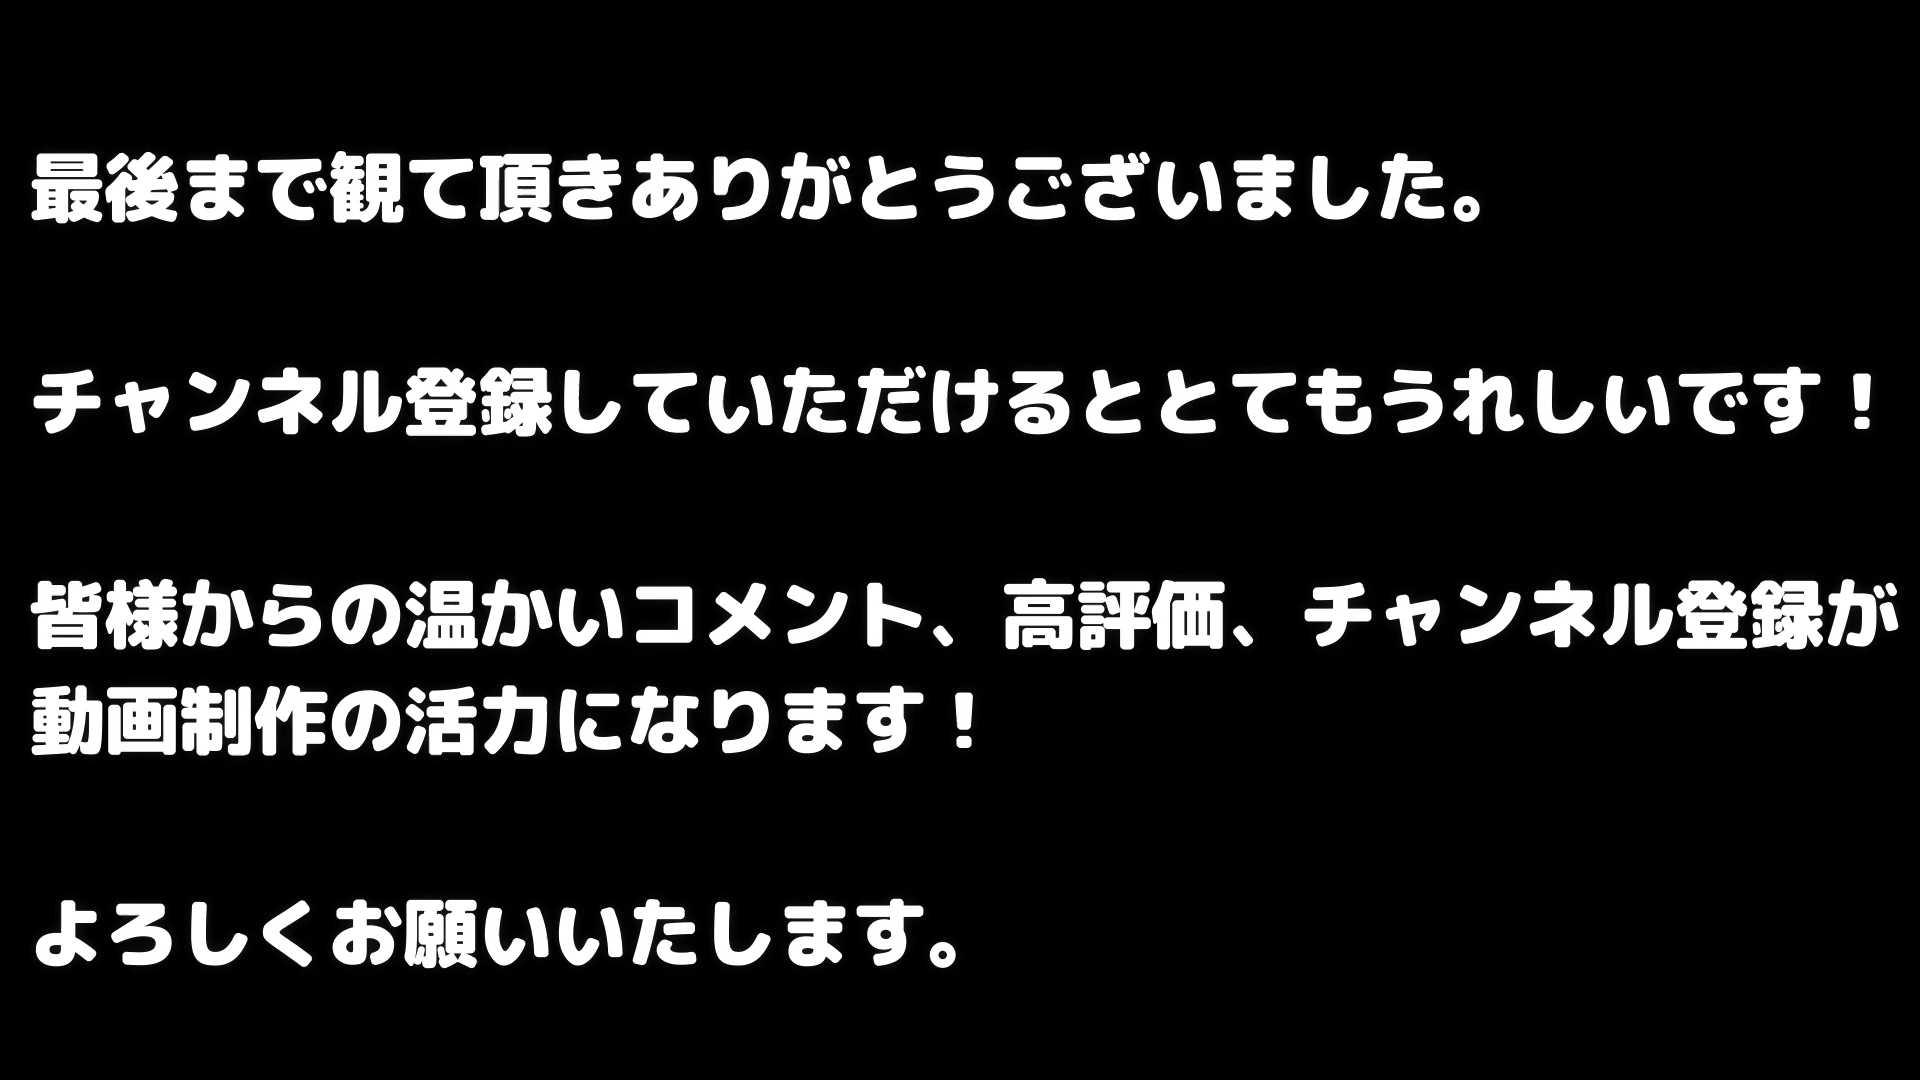 最後まで観て頂きありがとうございました。
チャンネル登録していただけるととてもうれしいです！
皆様からの温かいコメント、高評価、チャンネル登録が
動画制作の活力になります！
よろしくお願いいたします。